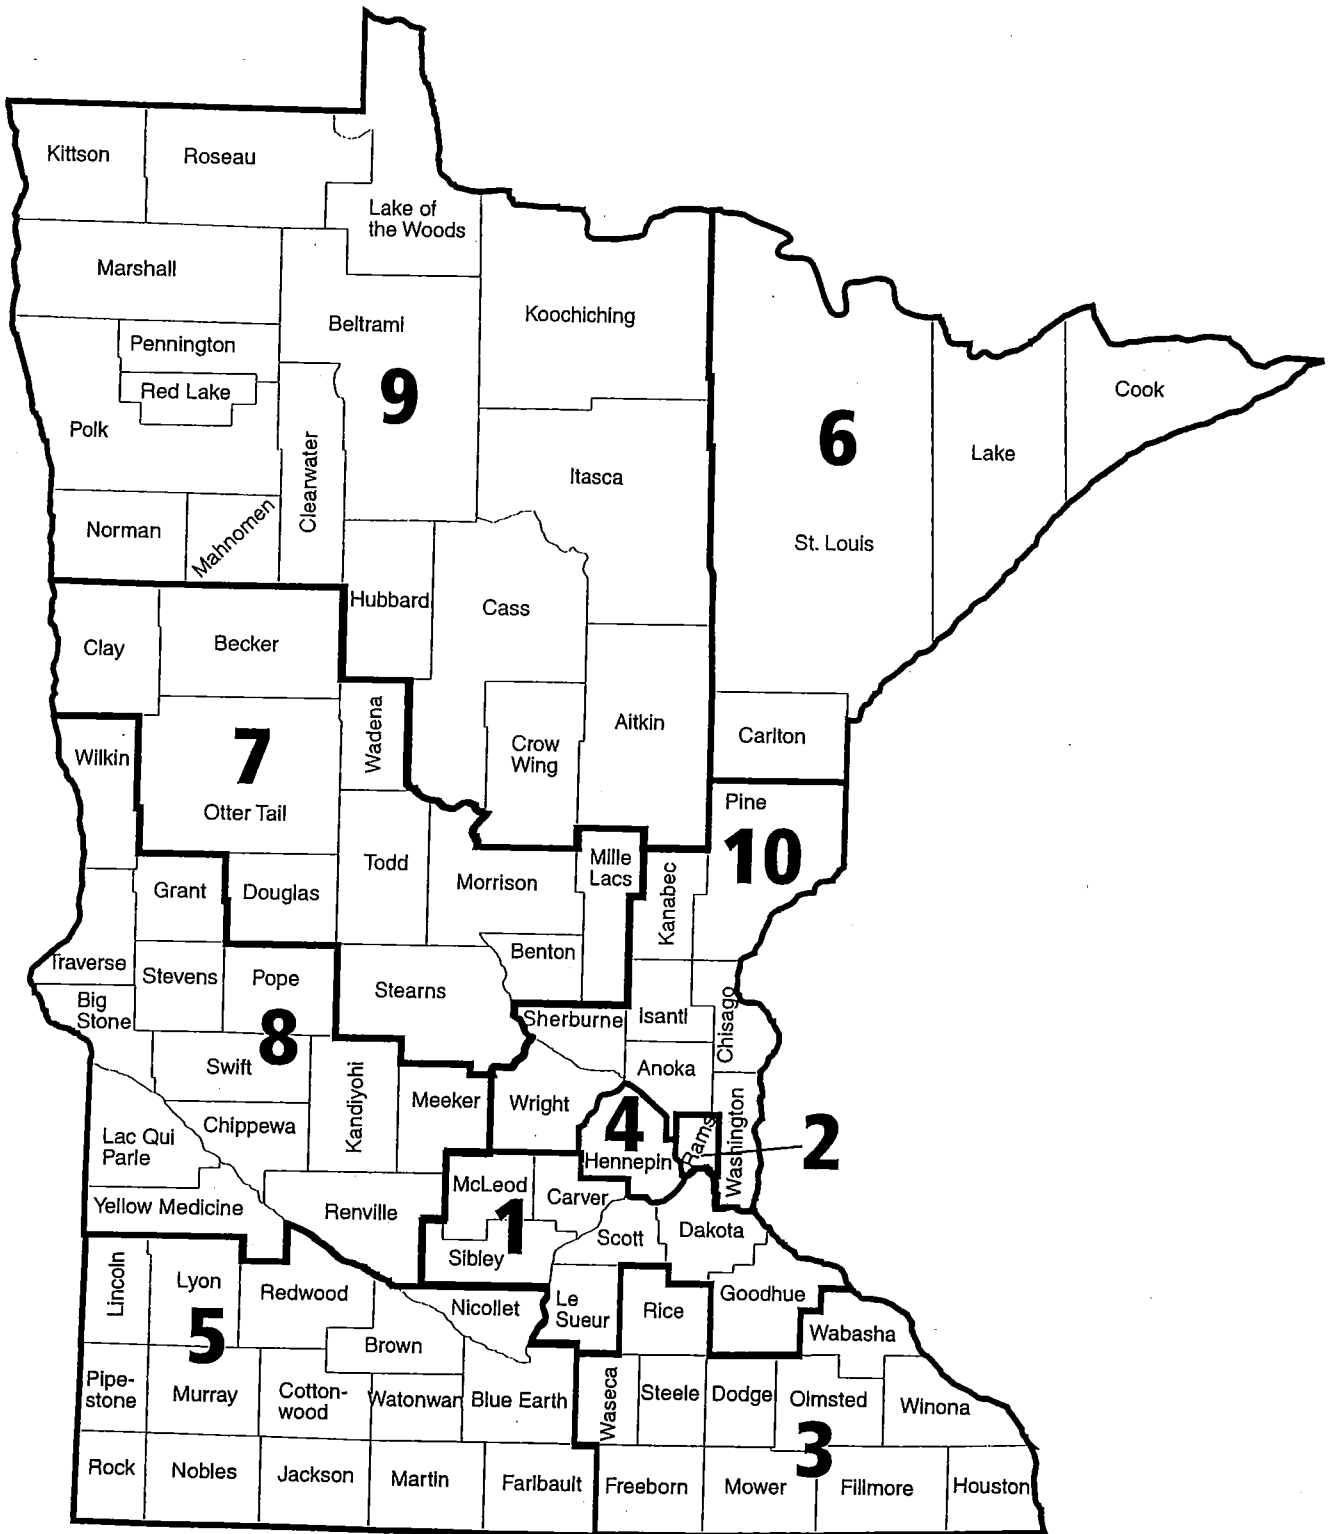 Kittson
Roseau
Lake of
the Woods
Marshall
Beltrami
Koochiching
Pennington
Red Lake
9
Cook
Polk
6
Clearwater
Lake
Itasca
Norman
Mahnomen
St. Louis
Hubbard
Cass
Clay
Becker
Wadena
Aitkin
Carlton
Wilkin
7
Crow
Wing
Otter Tail
Pine
10
Todd
Mille
Lacs
Grant
Douglas
Morrison
Kanabec
Traverse
Stevens
Pope
Benton
Stearns
Big
Stone
Sherburne
Isanti
Chisago
8
Swift
Anoka
Kandiyohi
Meeker
Wright
Chippewa
4
Rams
Washington
2
Lac Qui
Parle
Hennepin
McLeod
Carver
Yellow Medicine
Renville
1
Scott
Dakota
Sibley
Lincoln
Lyon
Redwood
Nicollet
Le
Sueur
Rice
Goodhue
5
Brown
Wabasha
Pipe-
stone
Murray
Cotton-
wood
Watonwan
Blue Earth
Waseca
Steele
Dodge
Olmsted
Winona
3
Rock
Nobles
Jackson
Martin
Faribault
Freeborn
Mower
Fillmore
Houston